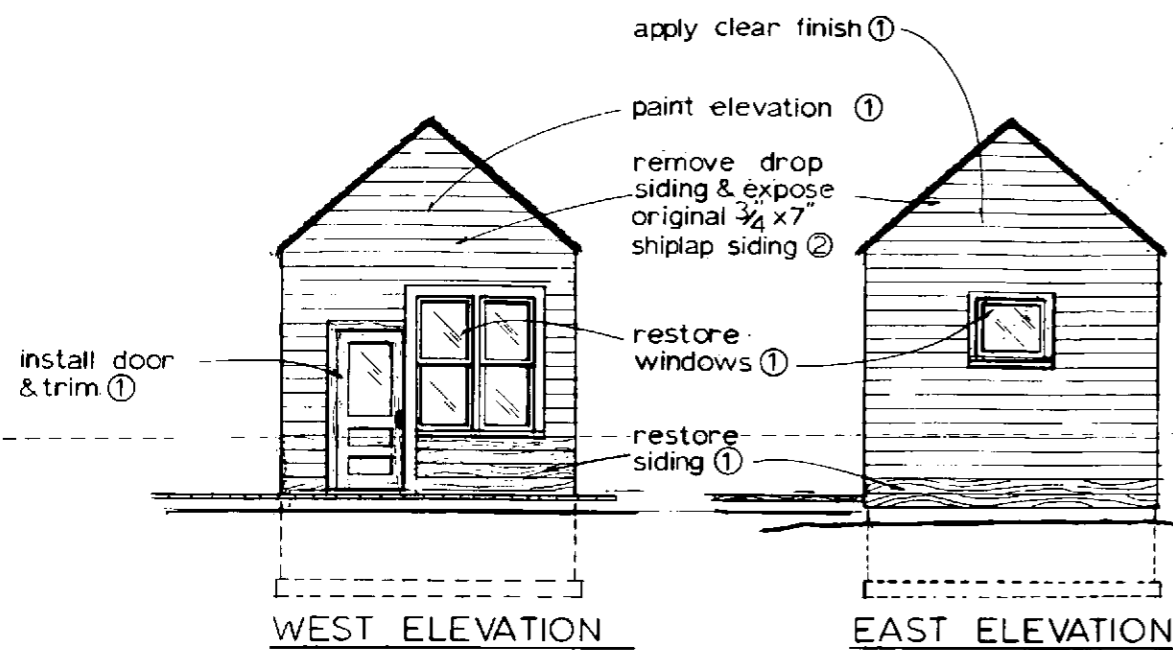 apply clear finish ①
paint elevation ①
remove drop
siding & expose
original 3/4" x 7"
shiplap siding ②
restore
windows ①
install door
& trim ①
restore
siding ①
WEST ELEVATION
EAST ELEVATION